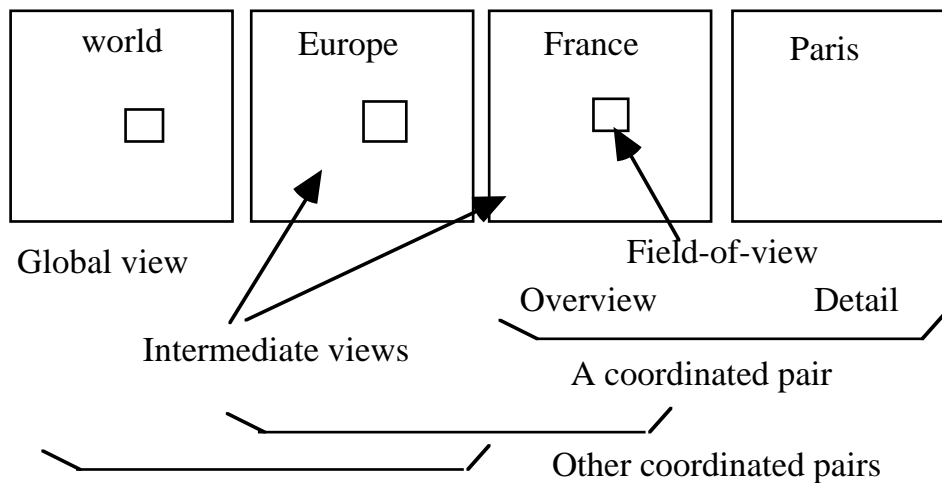 world
Europe
France
Paris
Global view
Field-of-view
Overview
Detail
Intermediate views
A coordinated pair
Other coordinated pairs